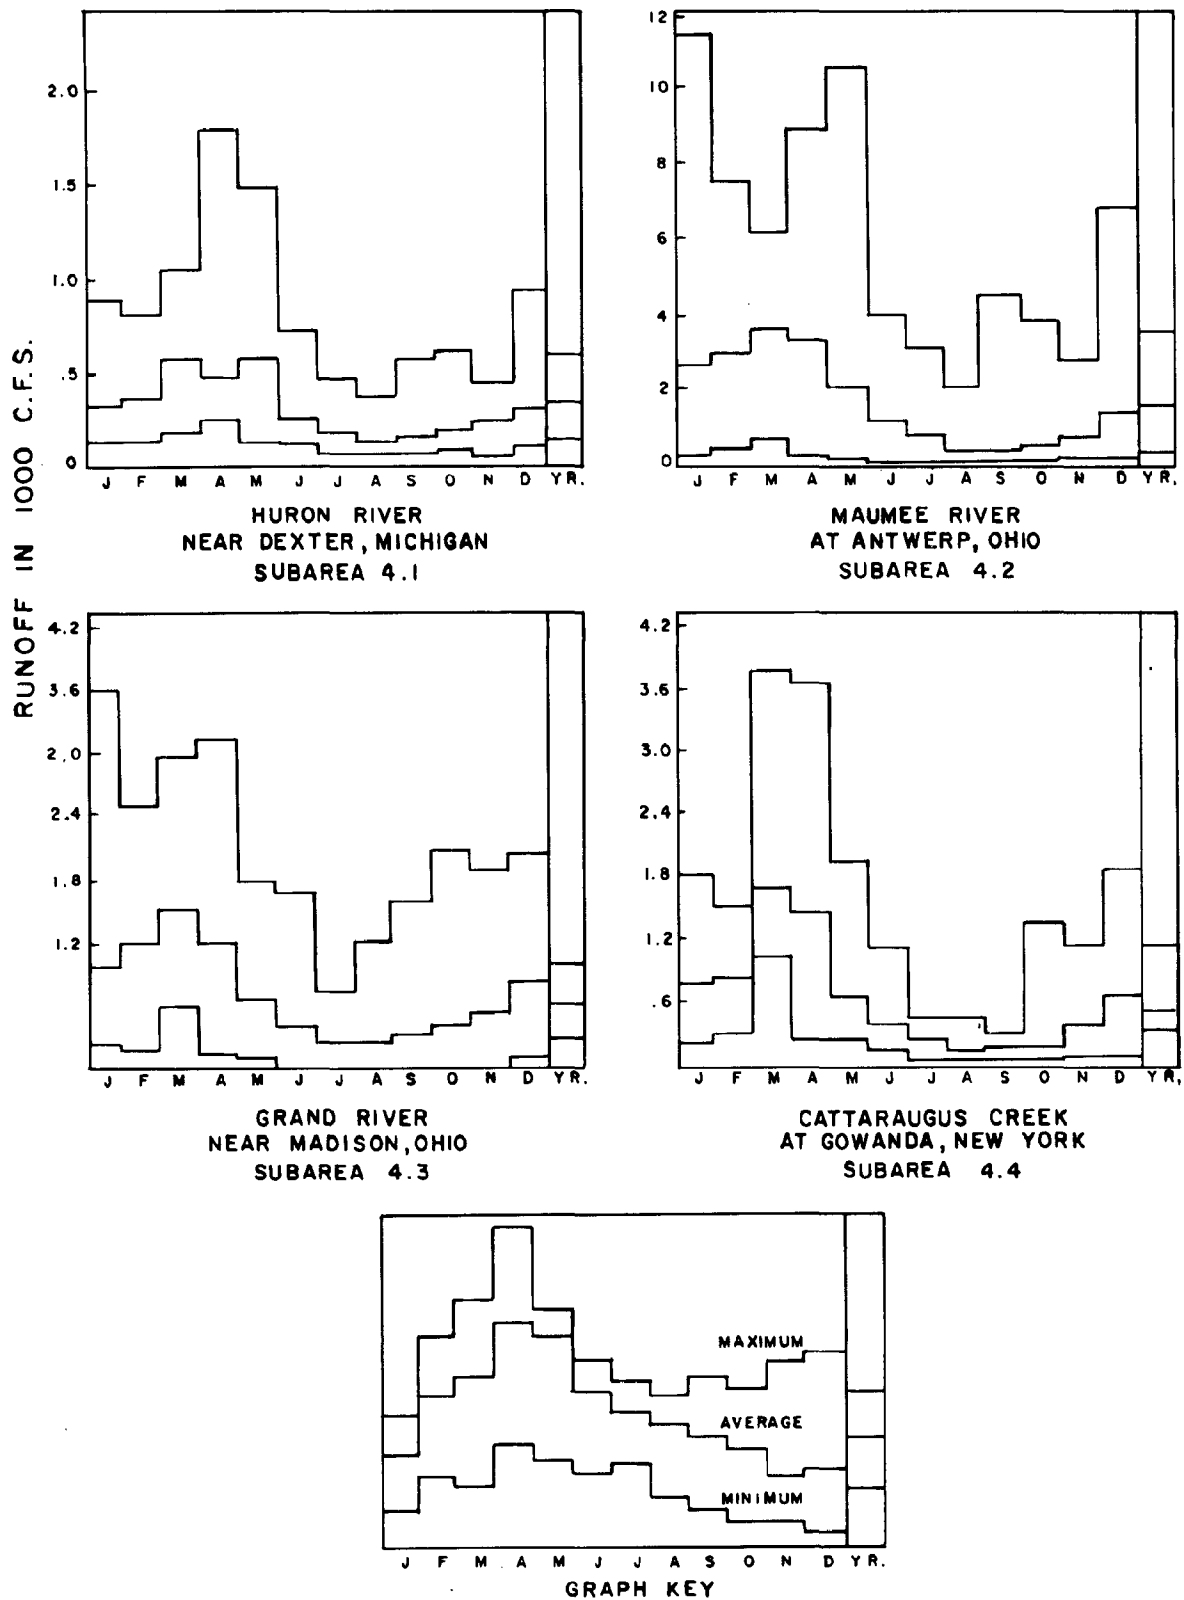 RUNOFF IN 1000 C.F.S.
2.0
1.5
1.0
.5
0
J F M A M J J A S O N D YR.
HURON RIVER
NEAR DEXTER, MICHIGAN
SUBAREA 4.1
12
10
8
6
4
2
0
J F M A M J J A S O N D YR.
MAUMEE RIVER
AT ANTWERP, OHIO
SUBAREA 4.2
4.2
3.6
2.0
2.4
1.8
1.2
J F M A M J J A S O N D YR.
GRAND RIVER
NEAR MADISON, OHIO
SUBAREA 4.3
4.2
3.6
3.0
2.4
1.8
1.2
.6
J F M A M J J A S O N D YR.
CATTARAUGUS CREEK
AT GOWANDA, NEW YORK
SUBAREA 4.4
MAXIMUM
AVERAGE
MINIMUM
J F M A M J J A S O N D YR.
GRAPH KEY